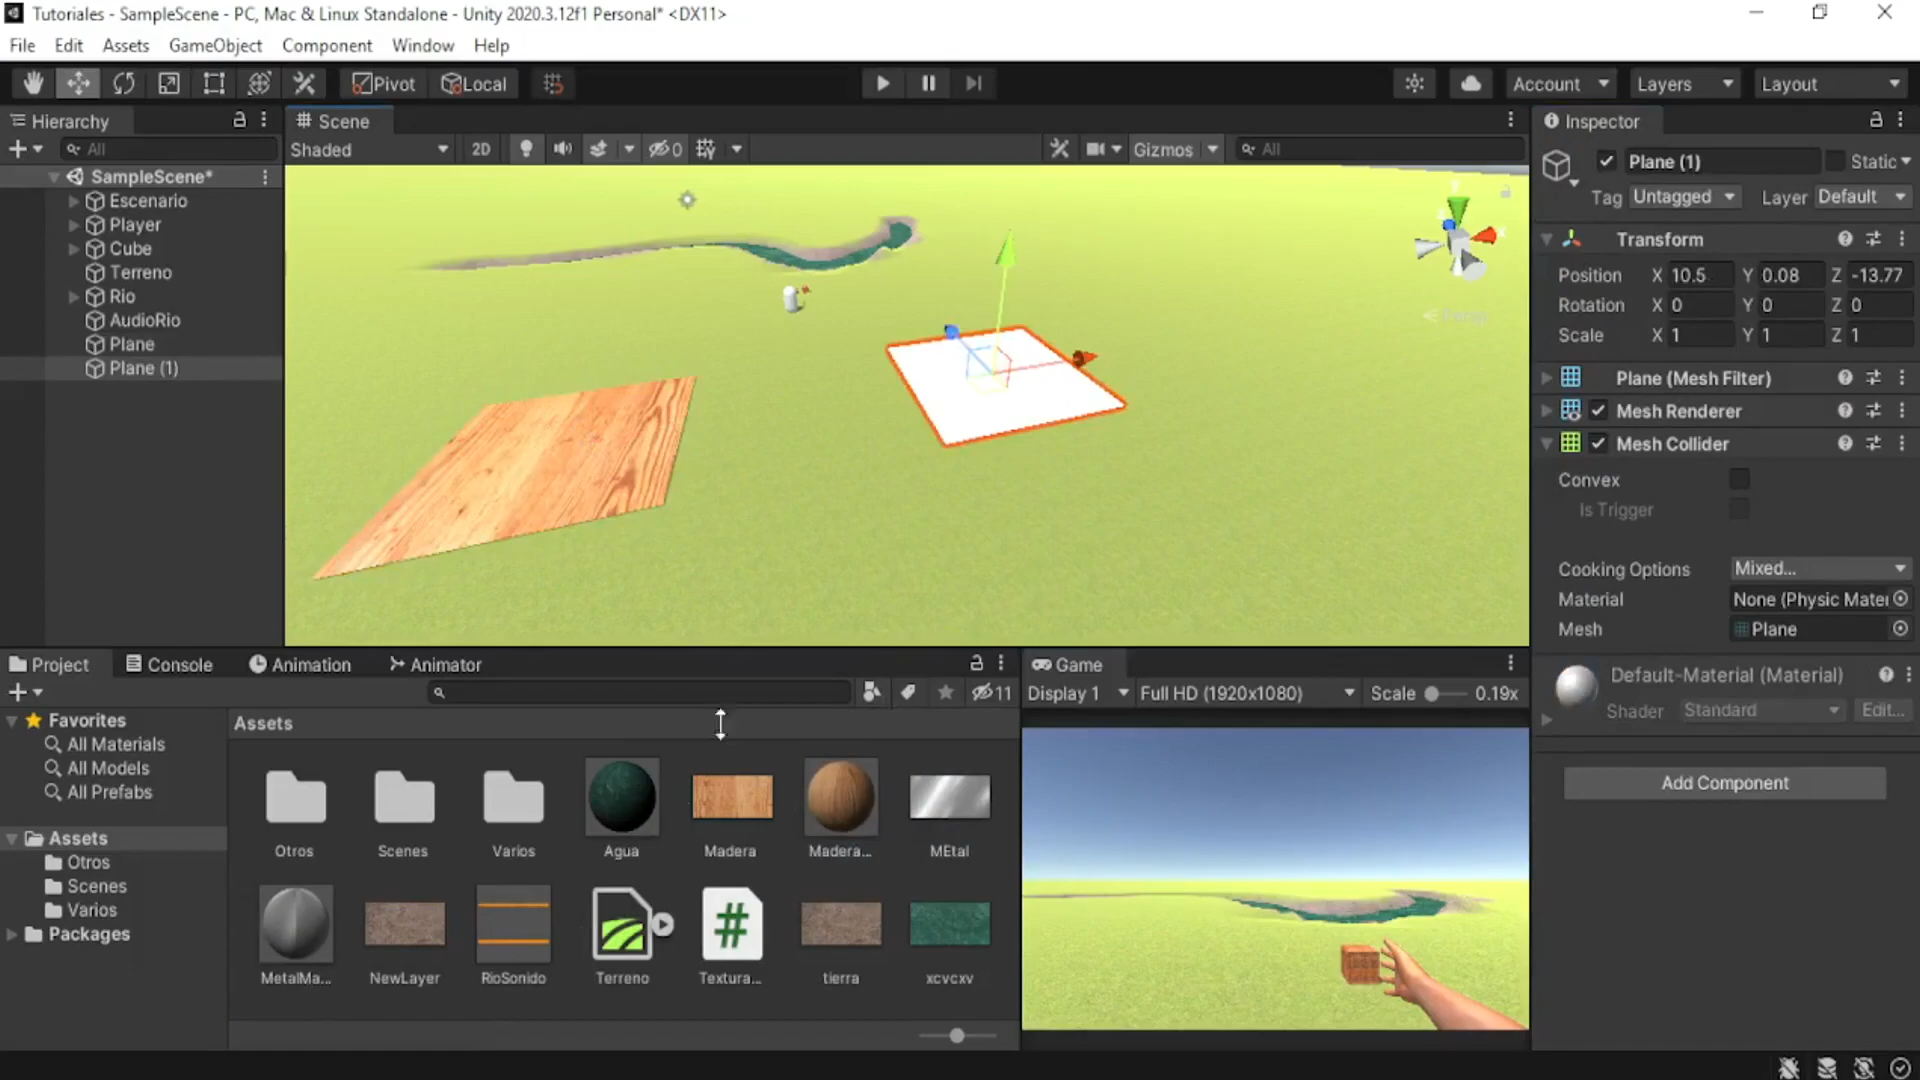 Tutoriales - SampleScene - PC, Mac & Linux Standalone - Unity 2020.3.12f1 Personal* <DX11>
File Edit Assets GameObject Component Window Help
Pivot Local Account Layers Layout
Hierarchy
All
SampleScene*
Escenario
Player
Cube
Terreno
Rio
AudioRio
Plane
Plane (1)
Scene
Shaded 2D 0 Gizmos All
Inspector
Plane (1) Static
Tag Untagged Layer Default
Transform
Position X 10.5 Y 0.08 Z -13.77
Rotation X 0 Y 0 Z 0
Scale X 1 Y 1 Z 1
Plane (Mesh Filter)
Mesh Renderer
Mesh Collider
Convex
Is Trigger
Cooking Options Mixed...
Material None (Physic Mater
Mesh Plane
Default-Material (Material)
Shader Standard Edit...
Add Component
Project Console Animation Animator
11
Favorites
All Materials
All Models
All Prefabs
Assets
Otros
Scenes
Varios
Packages
Assets
Otros Scenes Varios Agua Madera Madera... MEtal
MetalMa... NewLayer RioSonido Terreno Textura... tierra xcvcxv
Game
Display 1 Full HD (1920x1080) Scale 0.19x